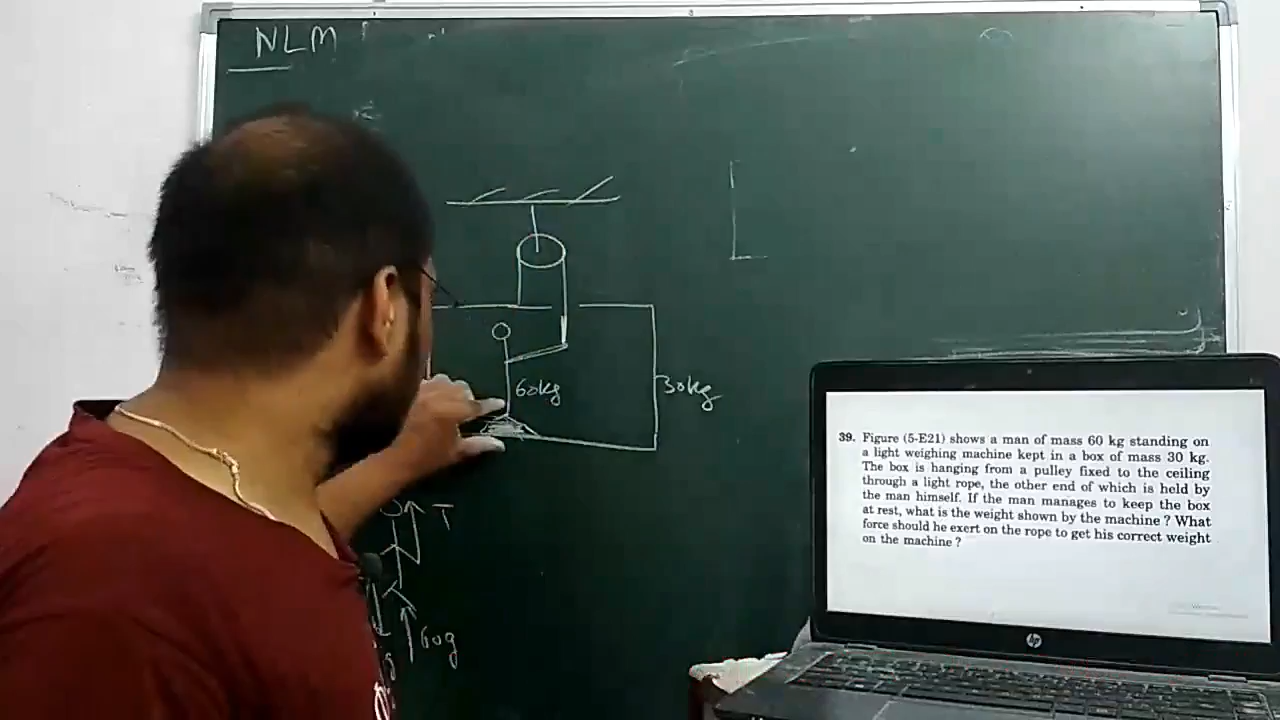 NLM
60kg
30kg
T
60g
39. Figure (5-E21) shows a man of mass 60 kg standing on
a light weighing machine kept in a box of mass 30 kg.
The box is hanging from a pulley fixed to the ceiling
through a light rope, the other end of which is held by
the man himself. If the man manages to keep the box
at rest, what is the weight shown by the machine ? What
force should he exert on the rope to get his correct weight
on the machine ?
hp